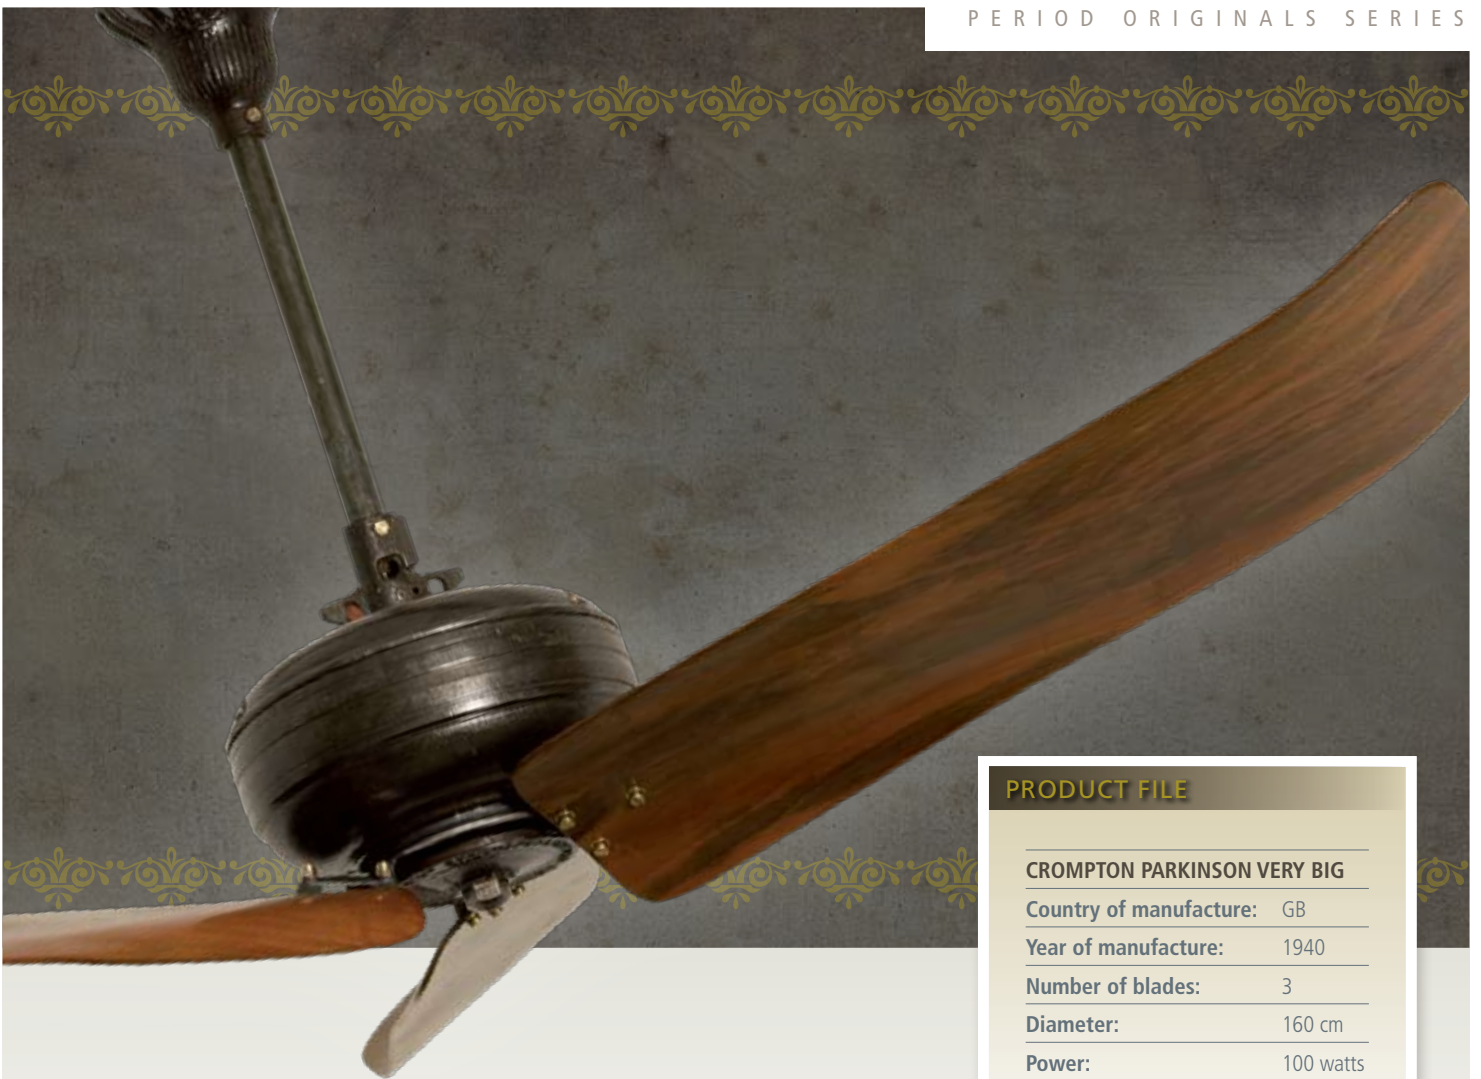 PERIOD ORIGINALS SERIES
PRODUCT FILE
CROMPTON PARKINSON VERY BIG
Country of manufacture: GB
Year of manufacture: 1940
Number of blades: 3
Diameter: 160 cm
Power: 100 watts